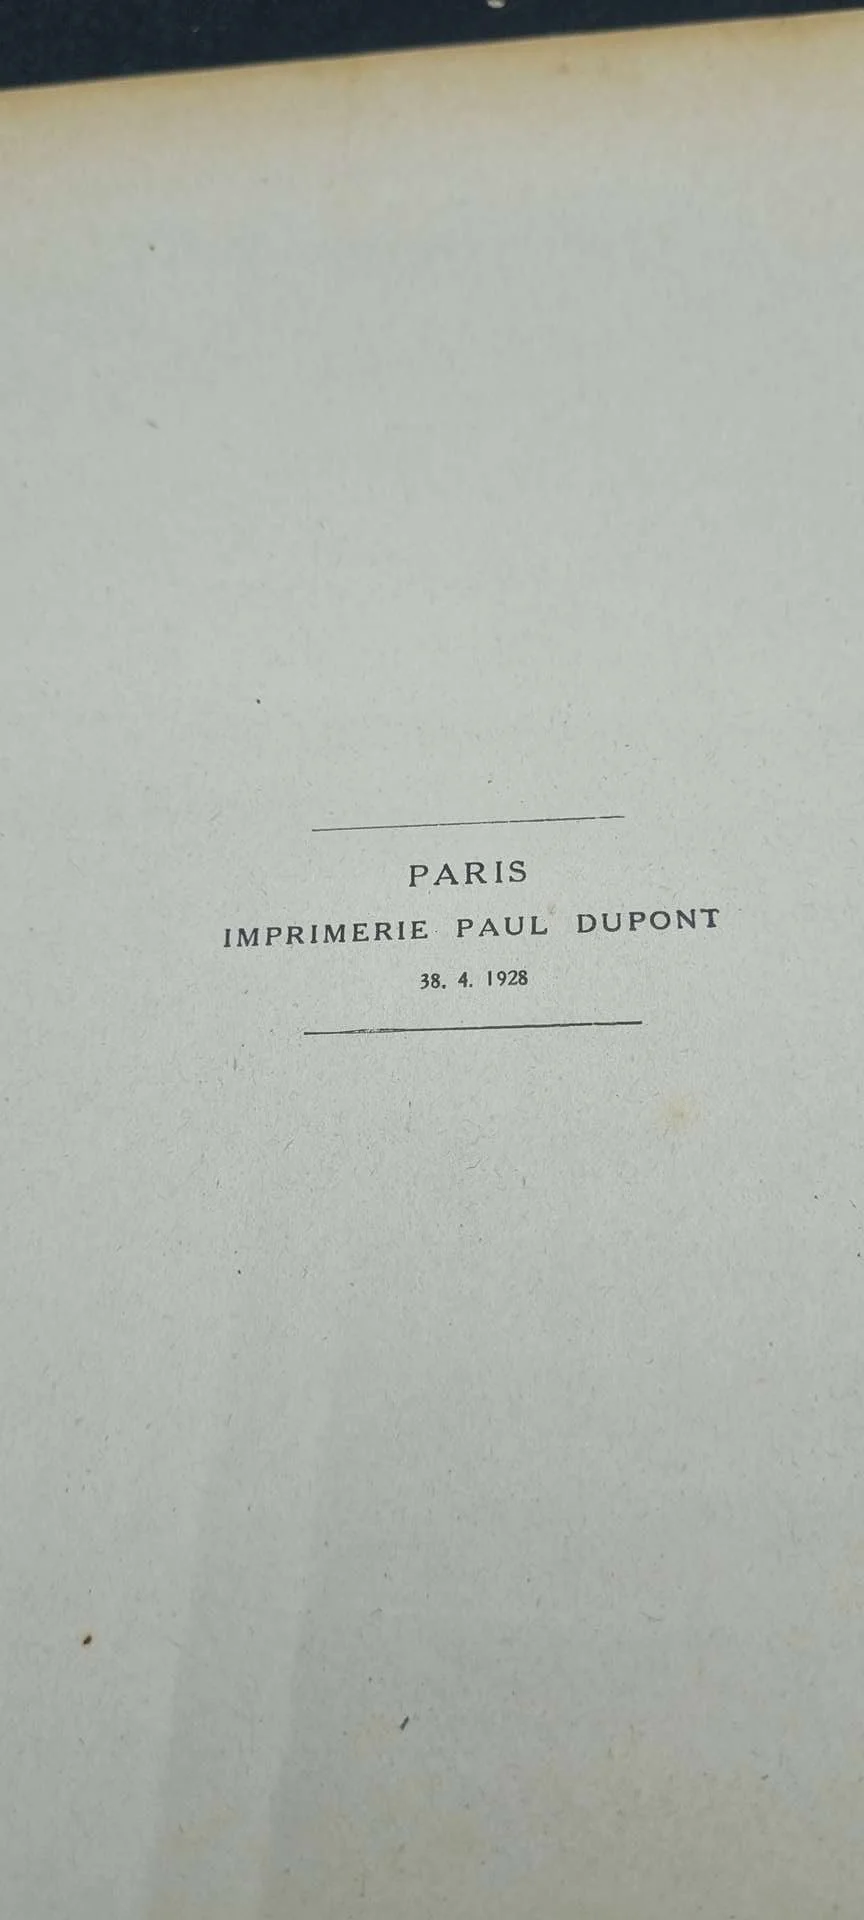 PARIS
IMPRIMERIE PAUL DUPONT
38. 4. 1928